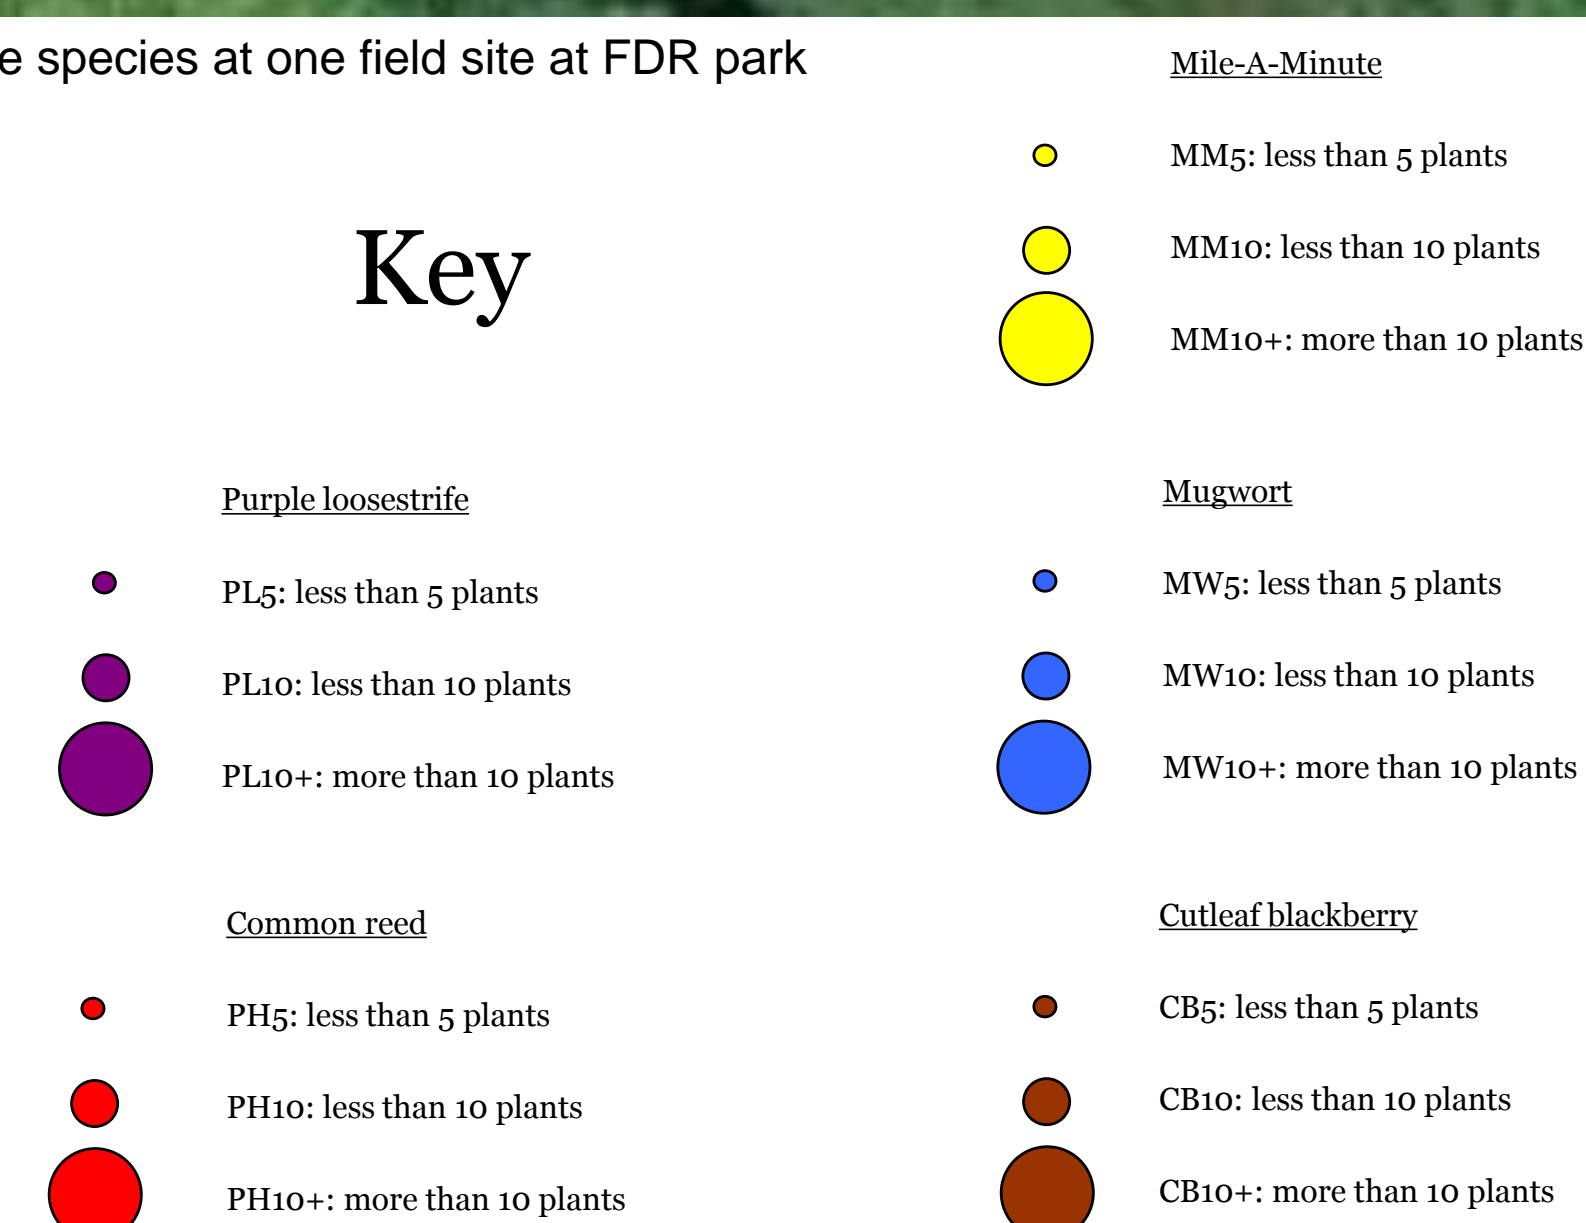 e species at one field site at FDR park
Key
Mile-A-Minute
MM5: less than 5 plants
MM10: less than 10 plants
MM10+: more than 10 plants
Purple loosestrife
PL5: less than 5 plants
PL10: less than 10 plants
PL10+: more than 10 plants
Mugwort
MW5: less than 5 plants
MW10: less than 10 plants
MW10+: more than 10 plants
Common reed
PH5: less than 5 plants
PH10: less than 10 plants
PH10+: more than 10 plants
Cutleaf blackberry
CB5: less than 5 plants
CB10: less than 10 plants
CB10+: more than 10 plants